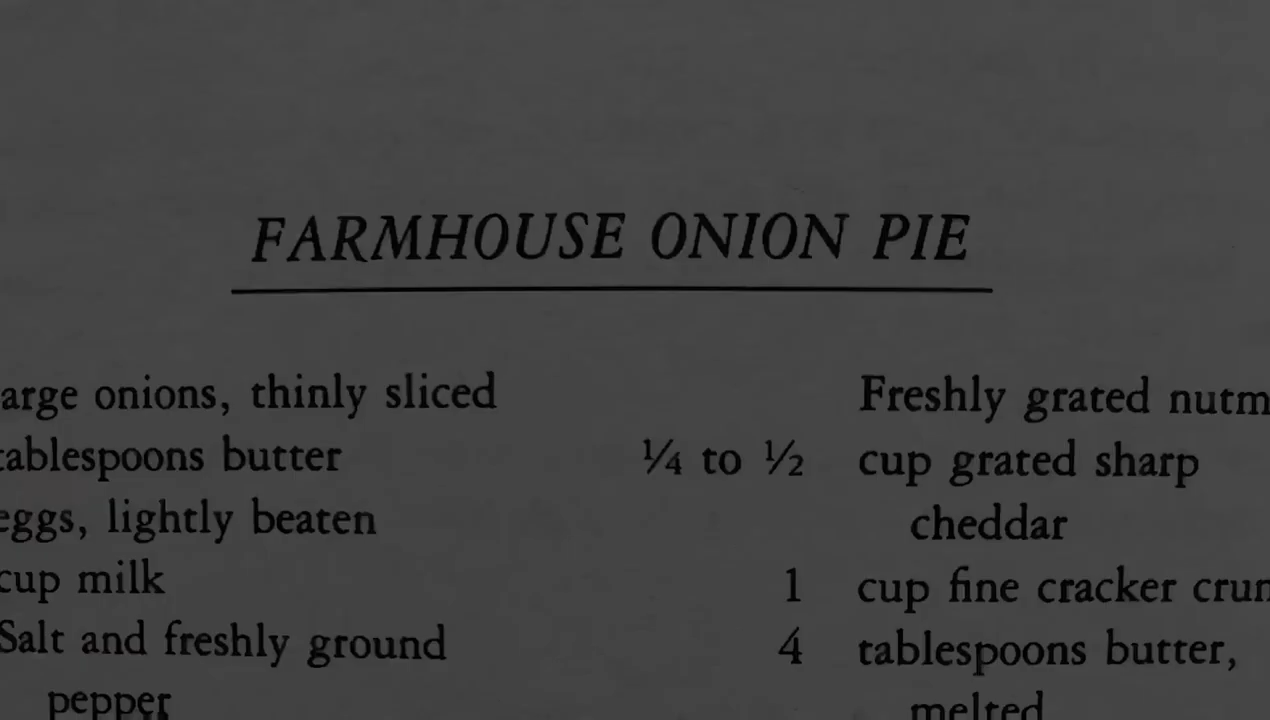 FARMHOUSE ONION PIE
arge onions, thinly sliced
tablespoons butter
eggs, lightly beaten
cup milk
Salt and freshly ground
pepper
Freshly grated nutm
¼ to ½ cup grated sharp
cheddar
1 cup fine cracker crum
4 tablespoons butter,
melted